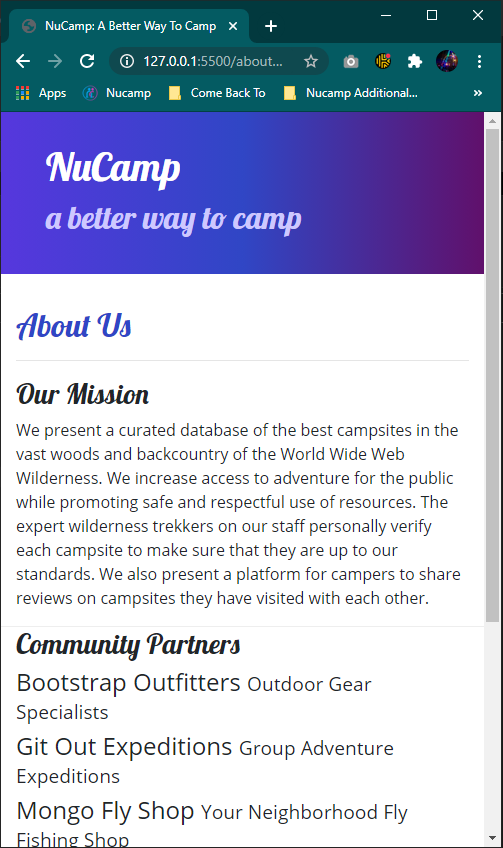 NuCamp: A Better Way To Camp
127.0.0.1:5500/about...
Apps Nucamp Come Back To Nucamp Additional...
NuCamp
a better way to camp
About Us
Our Mission
We present a curated database of the best campsites in the
vast woods and backcountry of the World Wide Web
Wilderness. We increase access to adventure for the public
while promoting safe and respectful use of resources. The
expert wilderness trekkers on our staff personally verify
each campsite to make sure that they are up to our
standards. We also present a platform for campers to share
reviews on campsites they have visited with each other.
Community Partners
Bootstrap Outfitters Outdoor Gear
Specialists
Git Out Expeditions Group Adventure
Expeditions
Mongo Fly Shop Your Neighborhood Fly
Fishing Shop